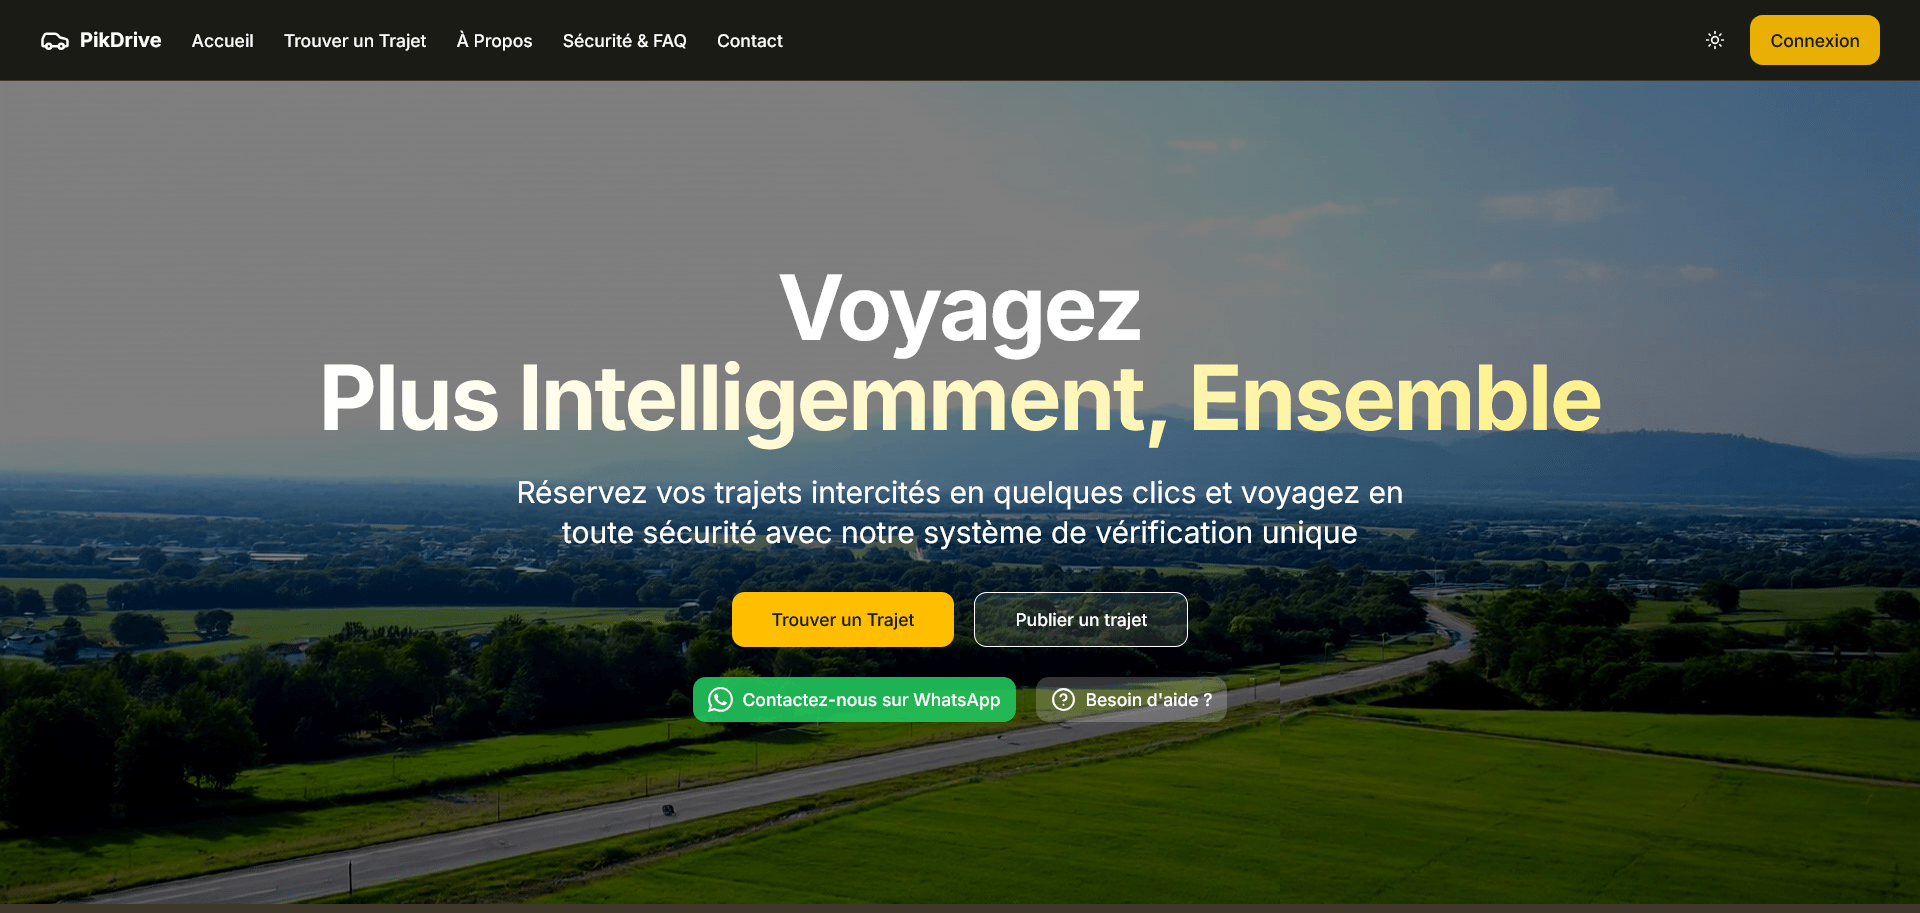 PikDrive
Accueil
Trouver un Trajet
À Propos
Sécurité & FAQ
Contact
Connexion
Voyagez
Plus Intelligemment, Ensemble
Réservez vos trajets intercités en quelques clics et voyagez en
toute sécurité avec notre système de vérification unique
Trouver un Trajet
Publier un trajet
Contactez-nous sur WhatsApp
Besoin d'aide ?